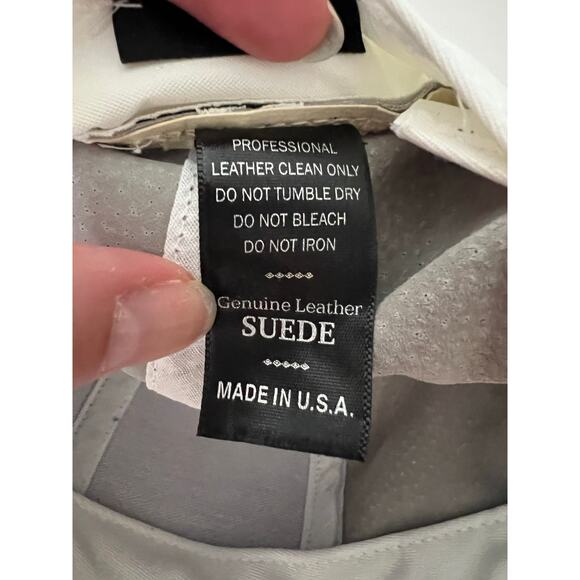 PROFESSIONAL
LEATHER CLEAN ONLY
DO NOT TUMBLE DRY
DO NOT BLEACH
DO NOT IRON
Genuine Leather
SUEDE
MADE IN U.S.A.